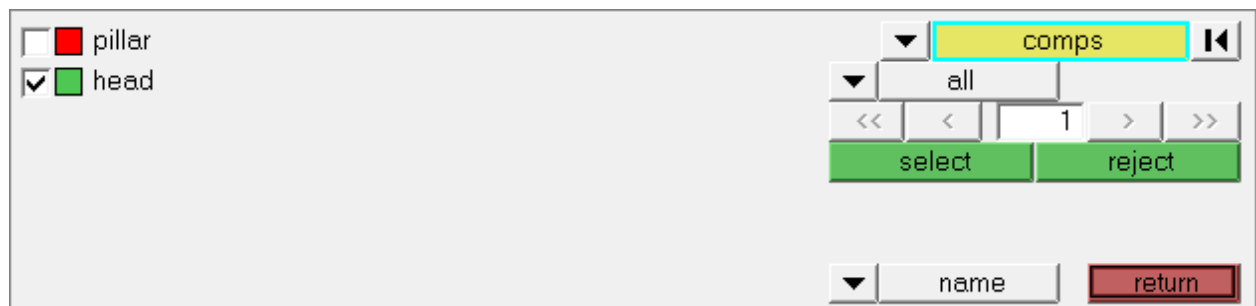 pillar
comps
head
all
<< < 1 > >>
select reject
name return